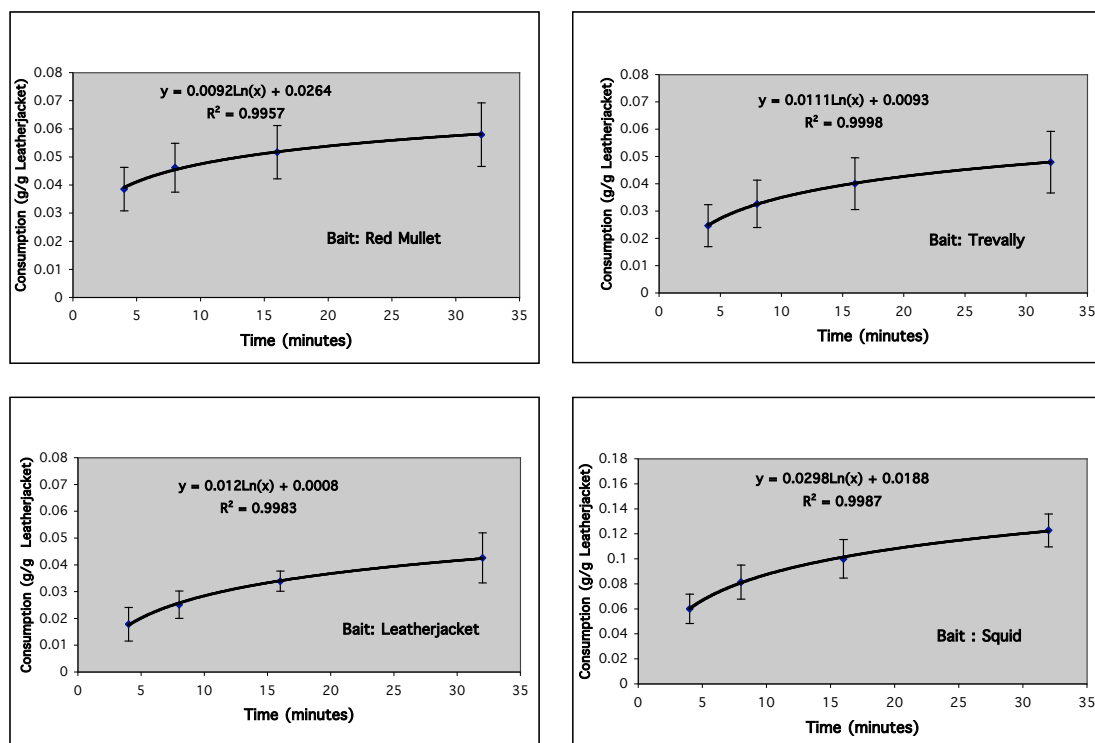 0.08
0.07
0.06
0.05
0.04
0.03
0.02
0.01
0
Consumption (g/g Leatherjacket)
y = 0.0092Ln(x) + 0.0264
R² = 0.9957
Bait: Red Mullet
0 5 10 15 20 25 30 35
Time (minutes)
0.08
0.07
0.06
0.05
0.04
0.03
0.02
0.01
0
Consumption (g/g Leatherjacket)
y = 0.0111Ln(x) + 0.0093
R² = 0.9998
Bait: Trevally
0 5 10 15 20 25 30 35
Time (minutes)
0.08
0.07
0.06
0.05
0.04
0.03
0.02
0.01
0
Consumption (g/g Leatherjacket)
y = 0.012Ln(x) + 0.0008
R² = 0.9983
Bait: Leatherjacket
0 5 10 15 20 25 30 35
Time (minutes)
0.18
0.16
0.14
0.12
0.1
0.08
0.06
0.04
0.02
0
Consumption (g/g Leatherjacket)
y = 0.0298Ln(x) + 0.0188
R² = 0.9987
Bait : Squid
0 5 10 15 20 25 30 35
Time (minutes)